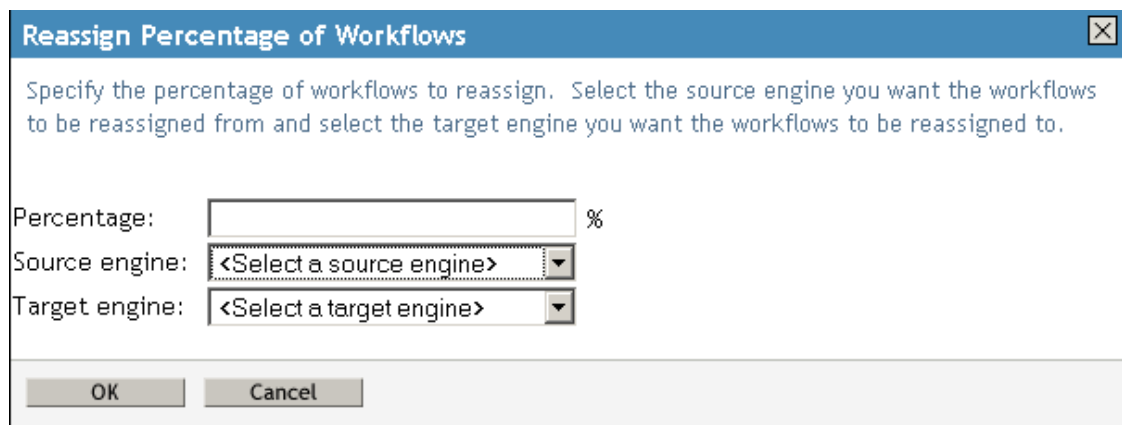 Reassign Percentage of Workflows
Specify the percentage of workflows to reassign. Select the source engine you want the workflows
to be reassigned from and select the target engine you want the workflows to be reassigned to.
Percentage: %
Source engine: <Select a source engine>
Target engine: <Select a target engine>
OK Cancel